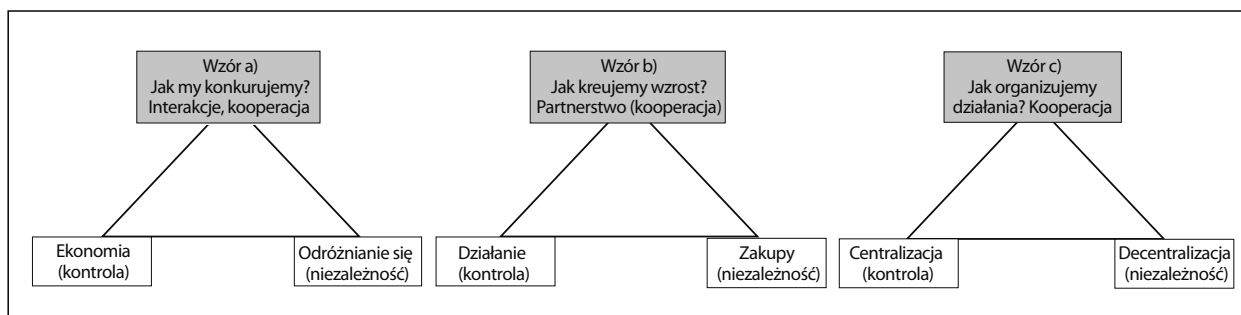 Wzór a)
Jak my konkurujemy?
Interakcje, kooperacja
Wzór b)
Jak kreujemy wzrost?
Partnerstwo (kooperacja)
Wzór c)
Jak organizujemy
działania? Kooperacja
Ekonomia
(kontrola)
Odróżnianie się
(niezależność)
Działanie
(kontrola)
Zakupy
(niezależność)
Centralizacja
(kontrola)
Decentralizacja
(niezależność)